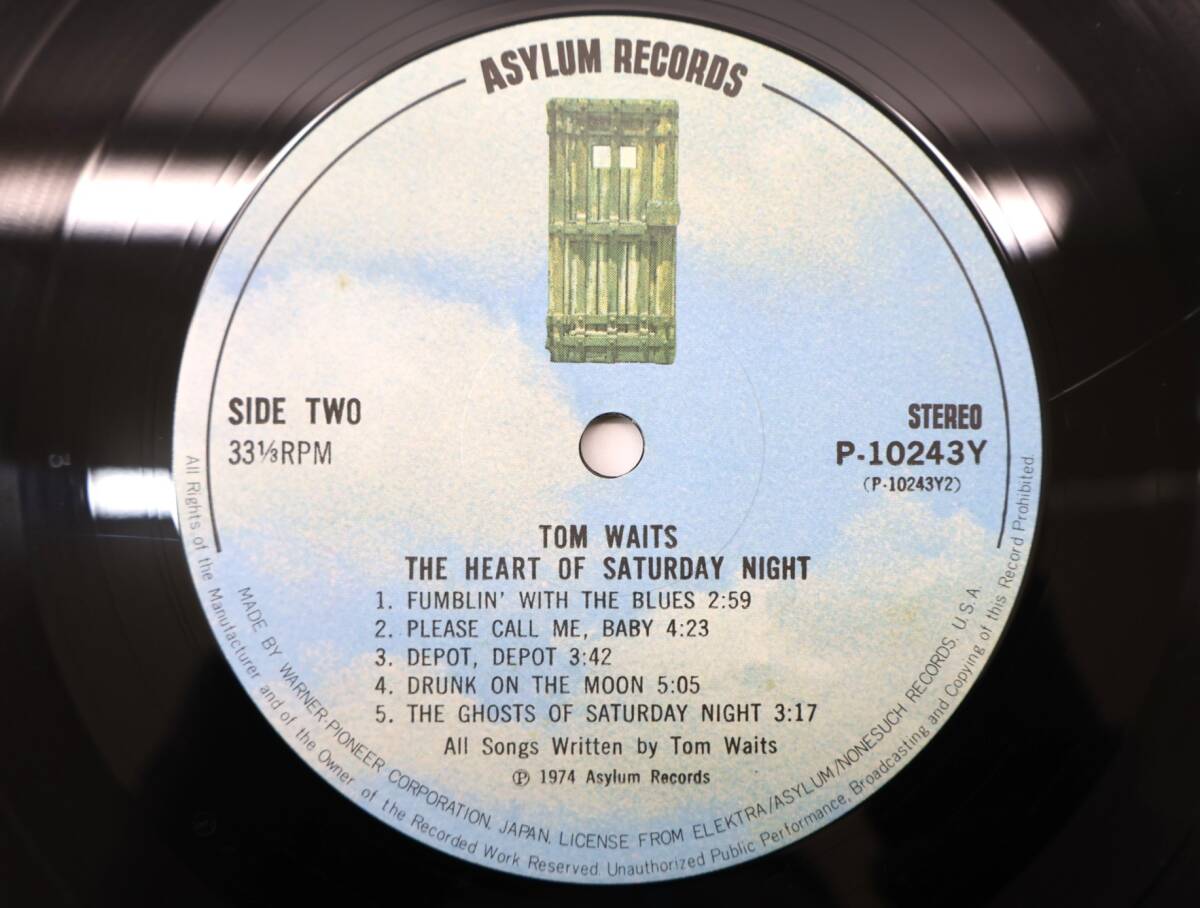 ASYLUM RECORDS
SIDE TWO
33⅓RPM
STEREO
P-10243Y
(P-10243Y2)
TOM WAITS
THE HEART OF SATURDAY NIGHT
1. FUMBLIN' WITH THE BLUES 2:59
2. PLEASE CALL ME, BABY 4:23
3. DEPOT, DEPOT 3:42
4. DRUNK ON THE MOON 5:05
5. THE GHOSTS OF SATURDAY NIGHT 3:17
All Songs Written by Tom Waits
Ⓟ 1974 Asylum Records
MADE BY WARNER-PIONEER CORPORATION, JAPAN, LICENSE FROM ELEKTRA/ASYLUM/NONESUCH RECORDS, U.S.A.
All Rights of the Manufacturer and of the Owner of the Recorded Work Reserved. Unauthorized Public Performance, Broadcasting and Copying of this Record Prohibited.
3